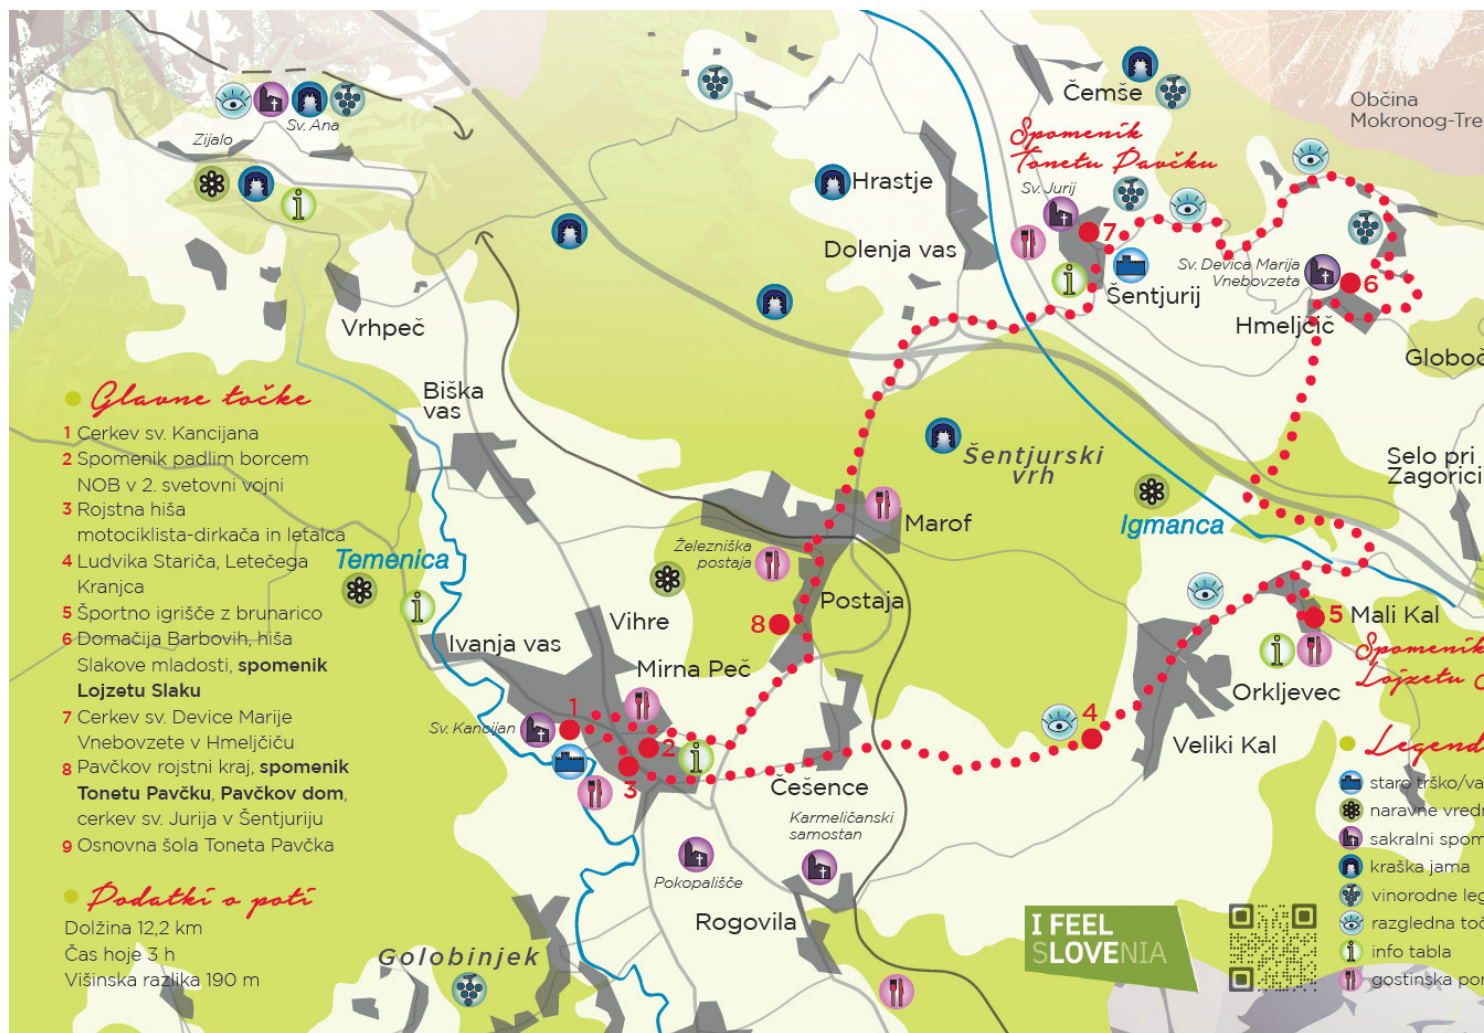 Zijalo
Sv. Ana
Čemše
Občina
Mokronog-Tre
Spomenik
Tonetu Pavčku
Hrastje
Sv. Jurij
Dolenja vas
7
Sv. Devica Marija
Vnebovzeta
6
Šentjurij
Hmeljčič
Vrhpeč
Globoč
Biška
vas
Šentjurski
vrh
Selo pri
Zagorici
Marof
Igmanca
Železniška
postaja
Temenica
Postaja
8
Vihre
Ivanja vas
Mirna Peč
5 Mali Kal
Spomenik
Lojzetu
Orkljevec
1
Sv. Kancijan
2
3
4
Veliki Kal
Češence
Karmeličanski
samostan
Pokopališče
Rogovila
Golobinjek
Glavne točke
1 Cerkev sv. Kancijana
2 Spomenik padlim borcem
NOB v 2. svetovni vojni
3 Rojstna hiša
motociklista-dirkača in letalca
4 Ludvika Stariča, Letečega
Kranjca
5 Športno igrišče z brunarico
6 Domačija Barbovih, hiša
Slakove mladosti, spomenik
Lojzetu Slaku
7 Cerkev sv. Device Marije
Vnebovzete v Hmeljčiču
8 Pavčkov rojstni kraj, spomenik
Tonetu Pavčku, Pavčkov dom,
cerkev sv. Jurija v Šentjuriju
9 Osnovna šola Toneta Pavčka
Podatki o poti
Dolžina 12,2 km
Čas hoje 3 h
Višinska razlika 190 m
I FEEL
SLOVENIA
Legend
staro trško/va
naravne vredn
sakralni spom
kraška jama
vinorodne leg
razgledna toč
info tabla
gostinska pon